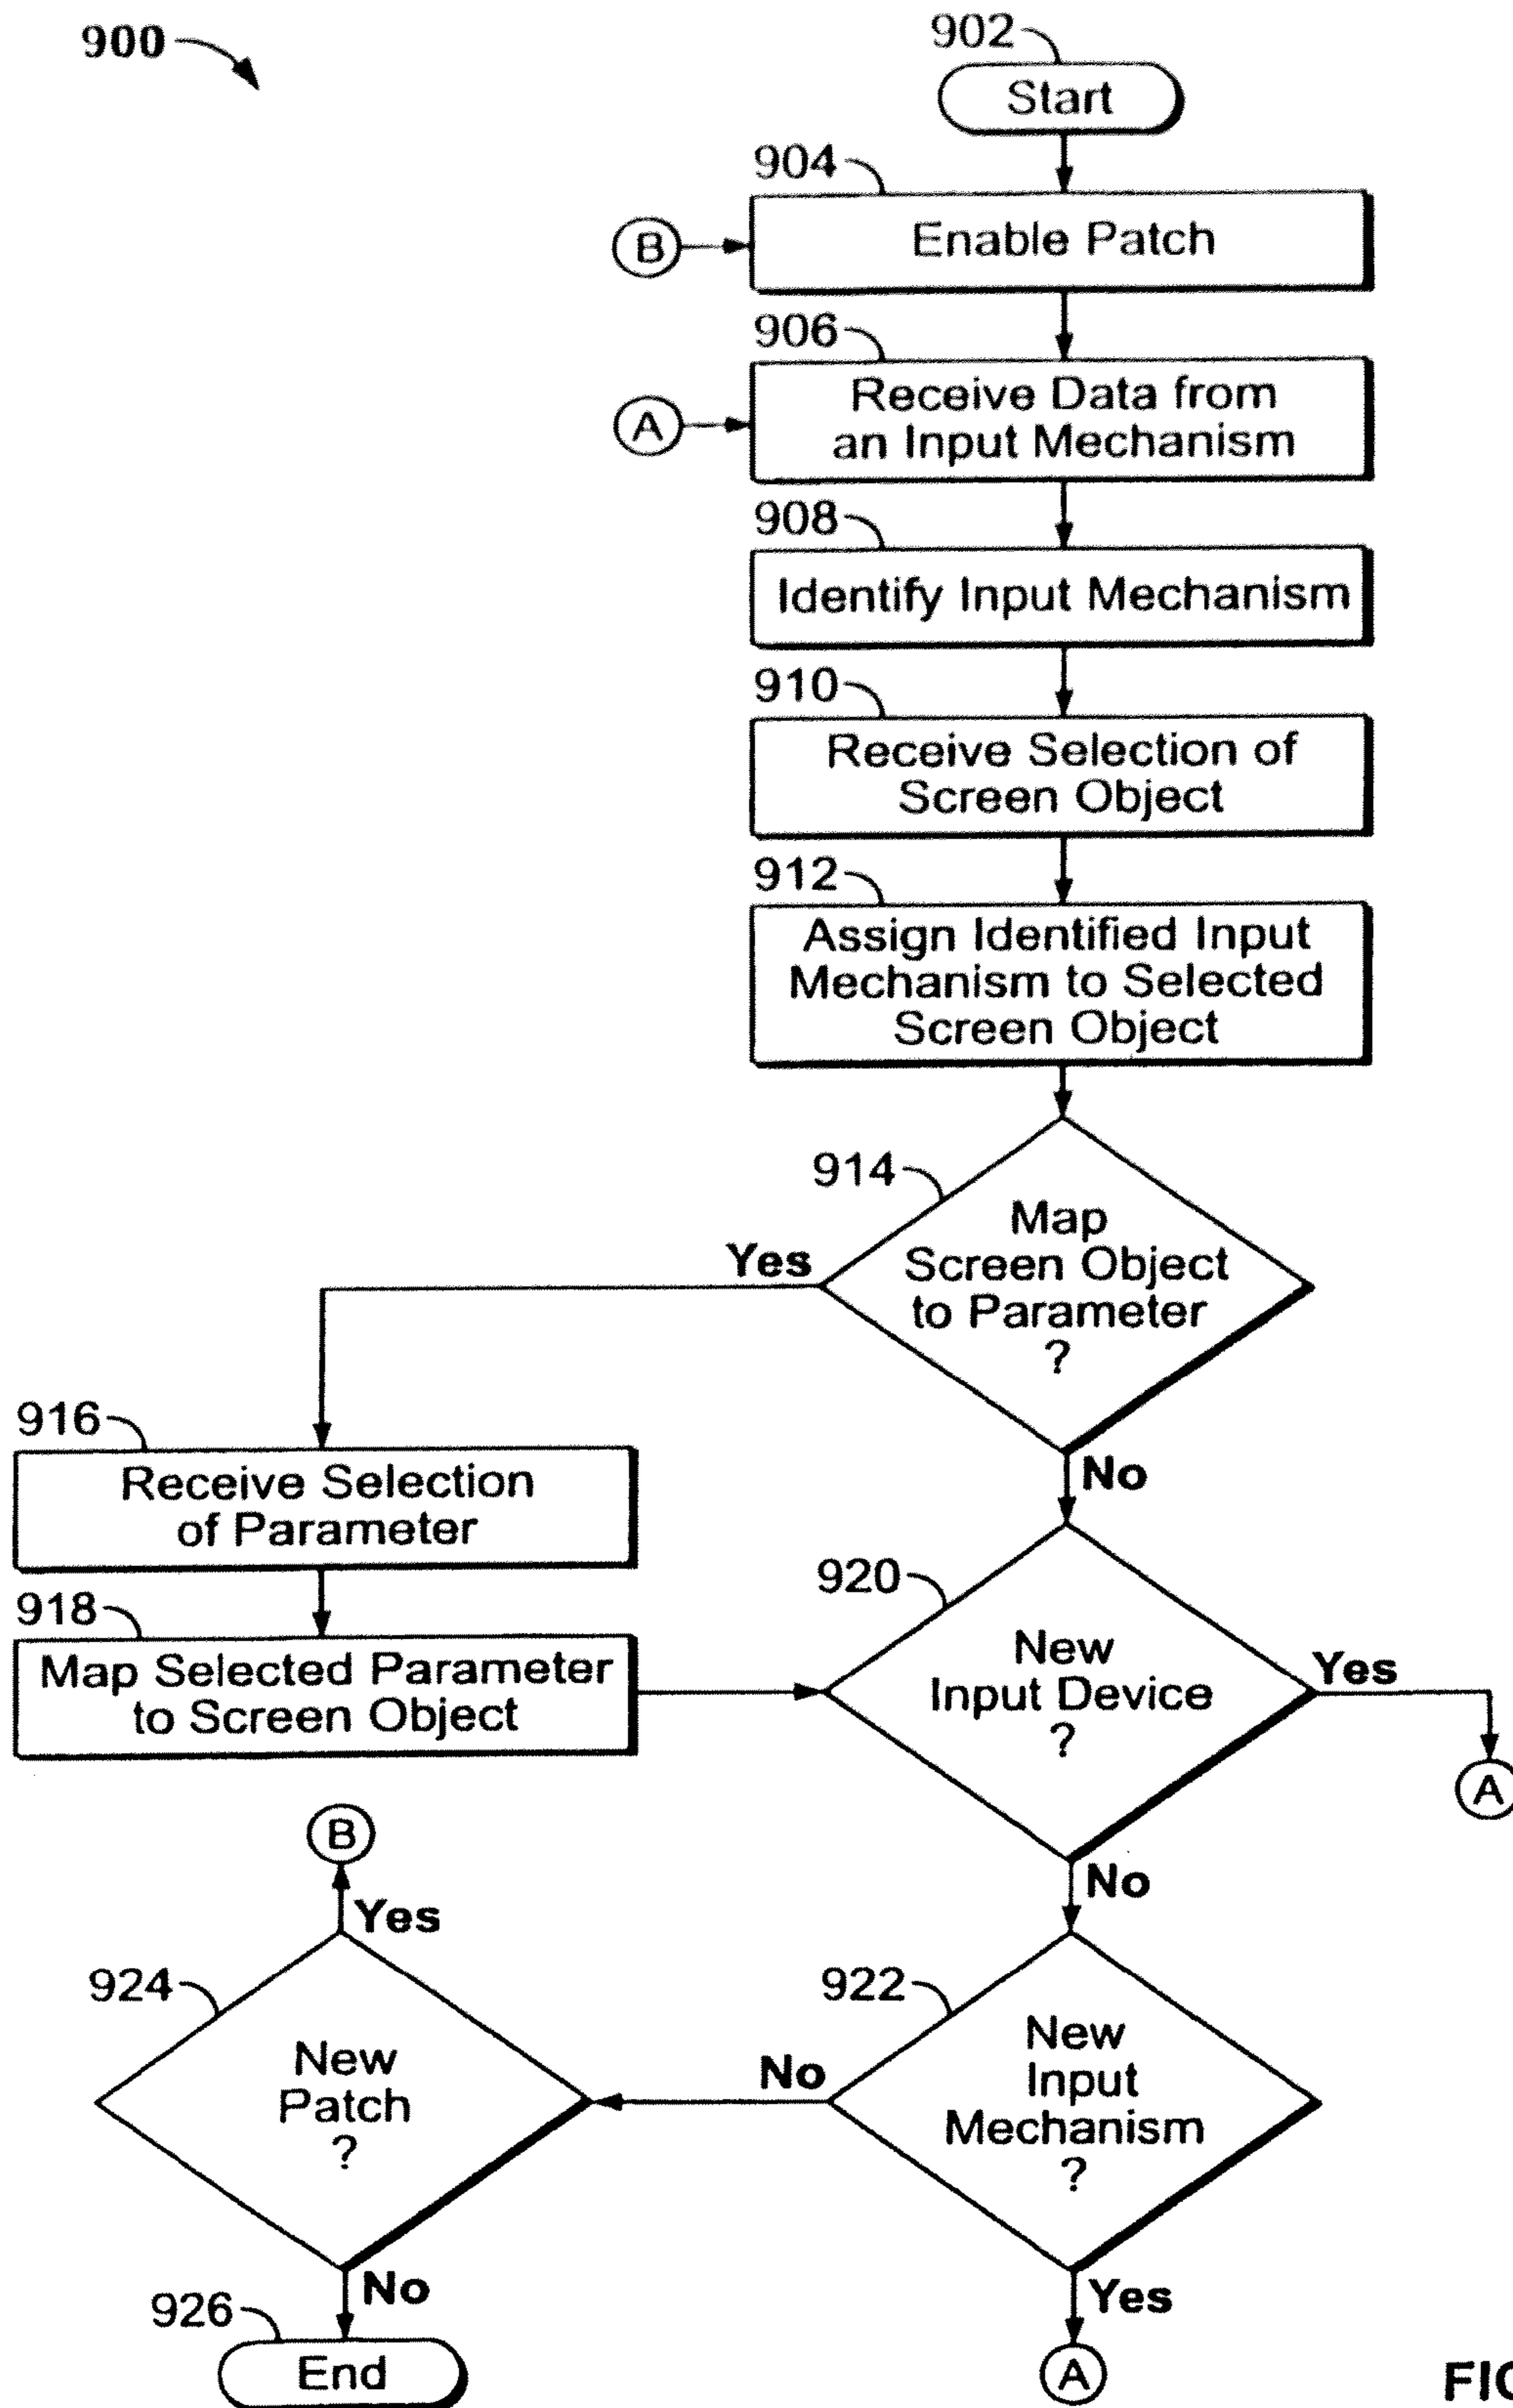 900
902
Start
904
B
Enable Patch
906
A
Receive Data from
an Input Mechanism
908
Identify Input Mechanism
910
Receive Selection of
Screen Object
912
Assign Identified Input
Mechanism to Selected
Screen Object
914
Map
Screen Object
to Parameter
?
Yes
No
916
Receive Selection
of Parameter
918
Map Selected Parameter
to Screen Object
920
New
Input Device
?
Yes
A
No
B
Yes
924
New
Patch
?
No
922
New
Input
Mechanism
?
No
Yes
A
926
End